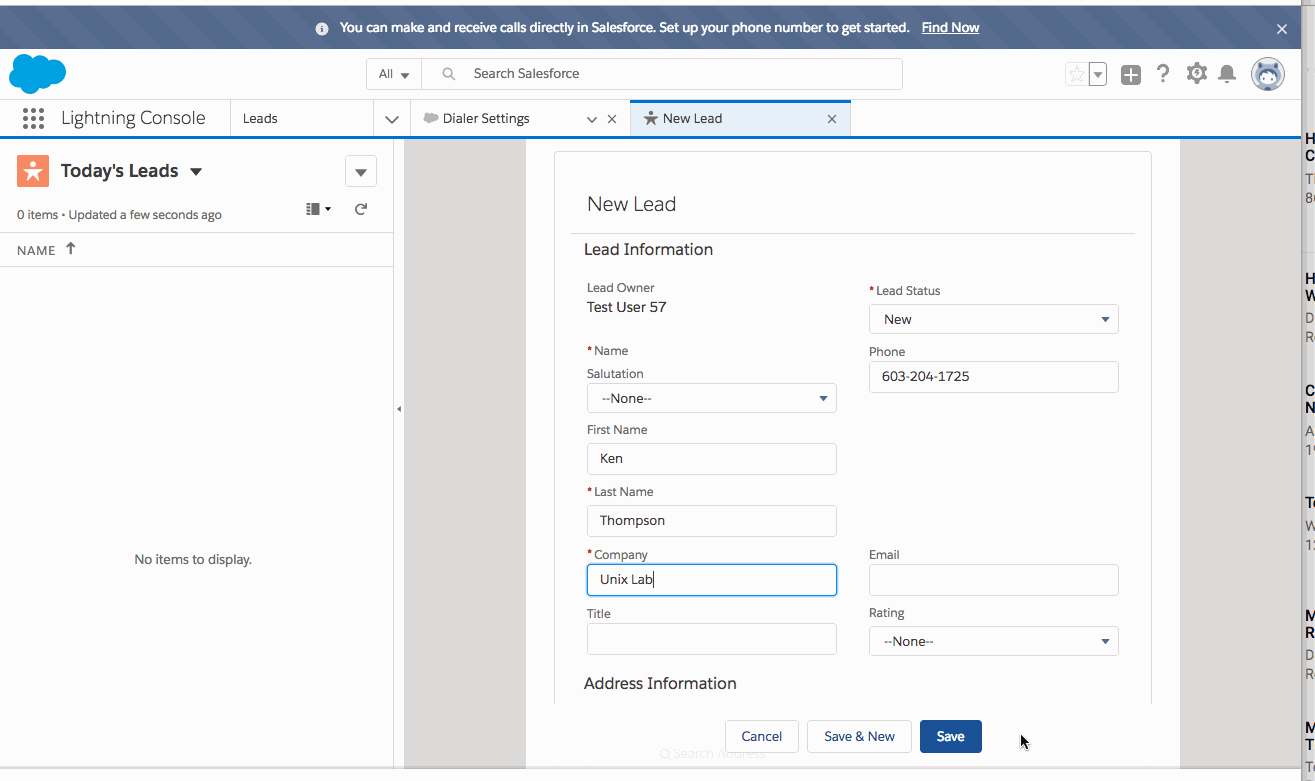 You can make and receive calls directly in Salesforce. Set up your phone number to get started. Find Now
All Search Salesforce
Lightning Console Leads Dialer Settings New Lead
Today's Leads
0 items • Updated a few seconds ago
NAME
No items to display.
New Lead
Lead Information
Lead Owner
Test User 57
* Lead Status
New
* Name
Salutation
--None--
Phone
603-204-1725
First Name
Ken
* Last Name
Thompson
* Company
Unix Lab
Email
Title
Rating
--None--
Address Information
Cancel Save & New Save
Search Address